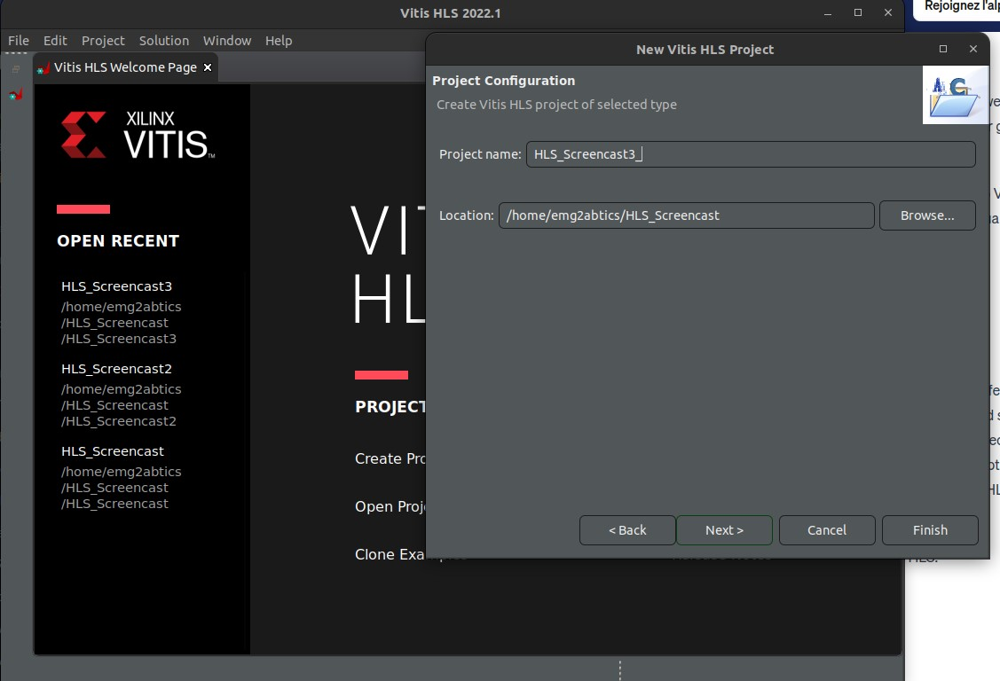 Vitis HLS 2022.1
Rejoignez l'alp
File Edit Project Solution Window Help
Vitis HLS Welcome Page
XILINX
VITIS™
OPEN RECENT
HLS_Screencast3
/home/emg2abtics
/HLS_Screencast
/HLS_Screencast3
HLS_Screencast2
/home/emg2abtics
/HLS_Screencast
/HLS_Screencast2
HLS_Screencast
/home/emg2abtics
/HLS_Screencast
/HLS_Screencast
VIT
HL
PROJECT
Create Pro
Open Proj
Clone Exa
New Vitis HLS Project
Project Configuration
Create Vitis HLS project of selected type
Project name: HLS_Screencast3_
Location: /home/emg2abtics/HLS_Screencast Browse...
< Back Next > Cancel Finish
HLS.